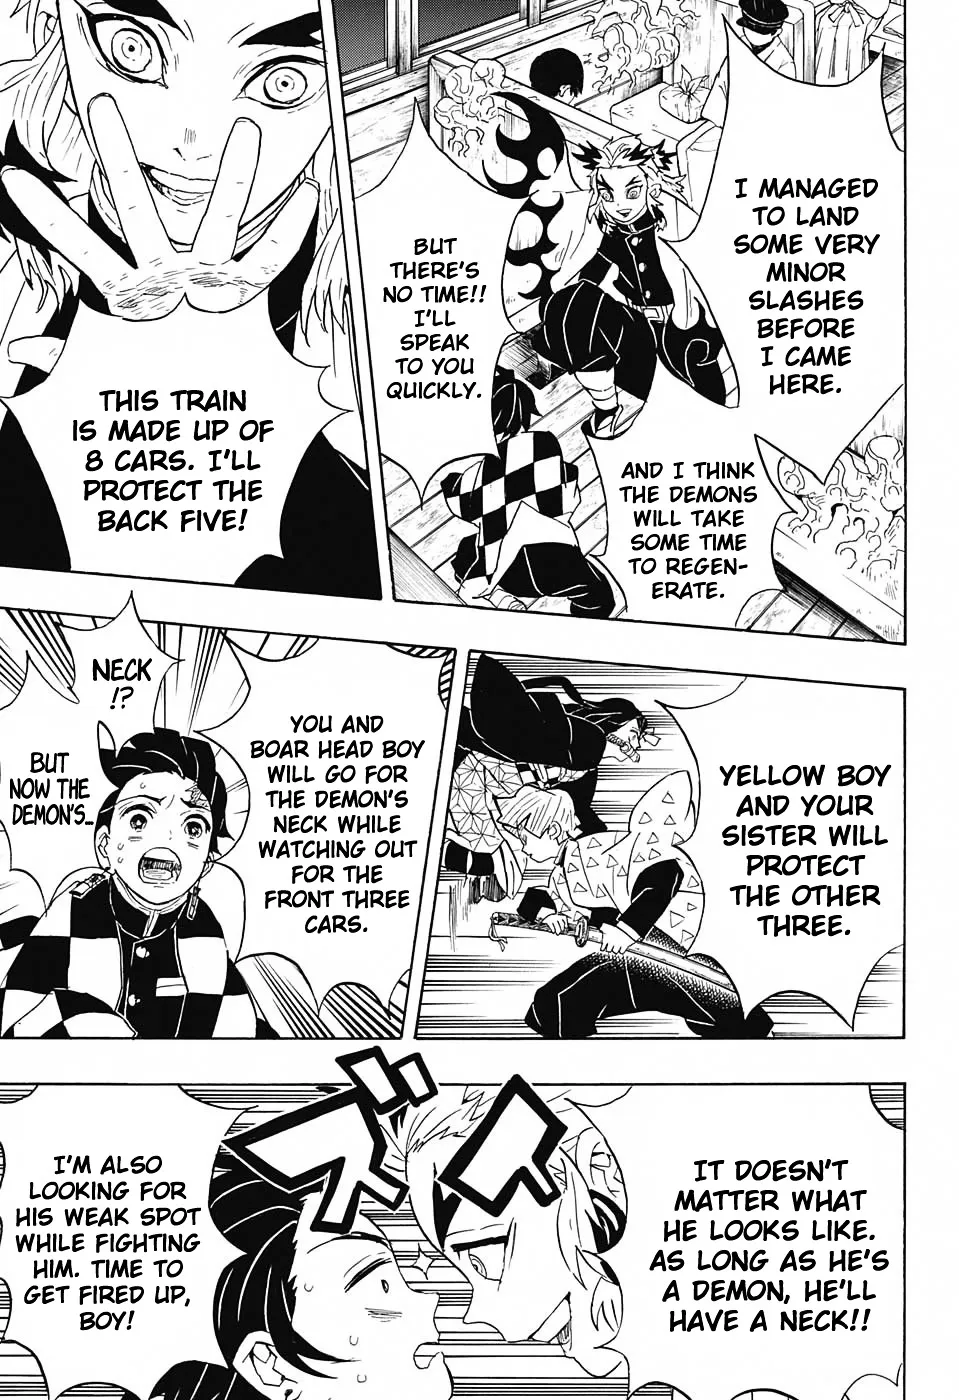 I MANAGED
TO LAND
SOME VERY
MINOR
SLASHES
BEFORE
I CAME
HERE.
AND I THINK
THE DEMONS
WILL TAKE
SOME TIME
TO REGEN-
ERATE.
BUT
THERE'S
NO TIME!!
I'LL
SPEAK
TO YOU
QUICKLY.
THIS TRAIN
IS MADE UP OF
8 CARS. I'LL
PROTECT THE
BACK FIVE!
YELLOW BOY
AND YOUR
SISTER WILL
PROTECT
THE OTHER
THREE.
YOU AND
BOAR HEAD BOY
WILL GO FOR
THE DEMON'S
NECK WHILE
WATCHING OUT
FOR THE
FRONT THREE
CARS.
NECK
!?
BUT
NOW THE
DEMON'S...
IT DOESN'T
MATTER WHAT
HE LOOKS LIKE.
AS LONG AS HE'S
A DEMON, HE'LL
HAVE A NECK!!
ズズ
I'M ALSO
LOOKING FOR
HIS WEAK SPOT
WHILE FIGHTING
HIM. TIME TO
GET FIRED UP,
BOY!